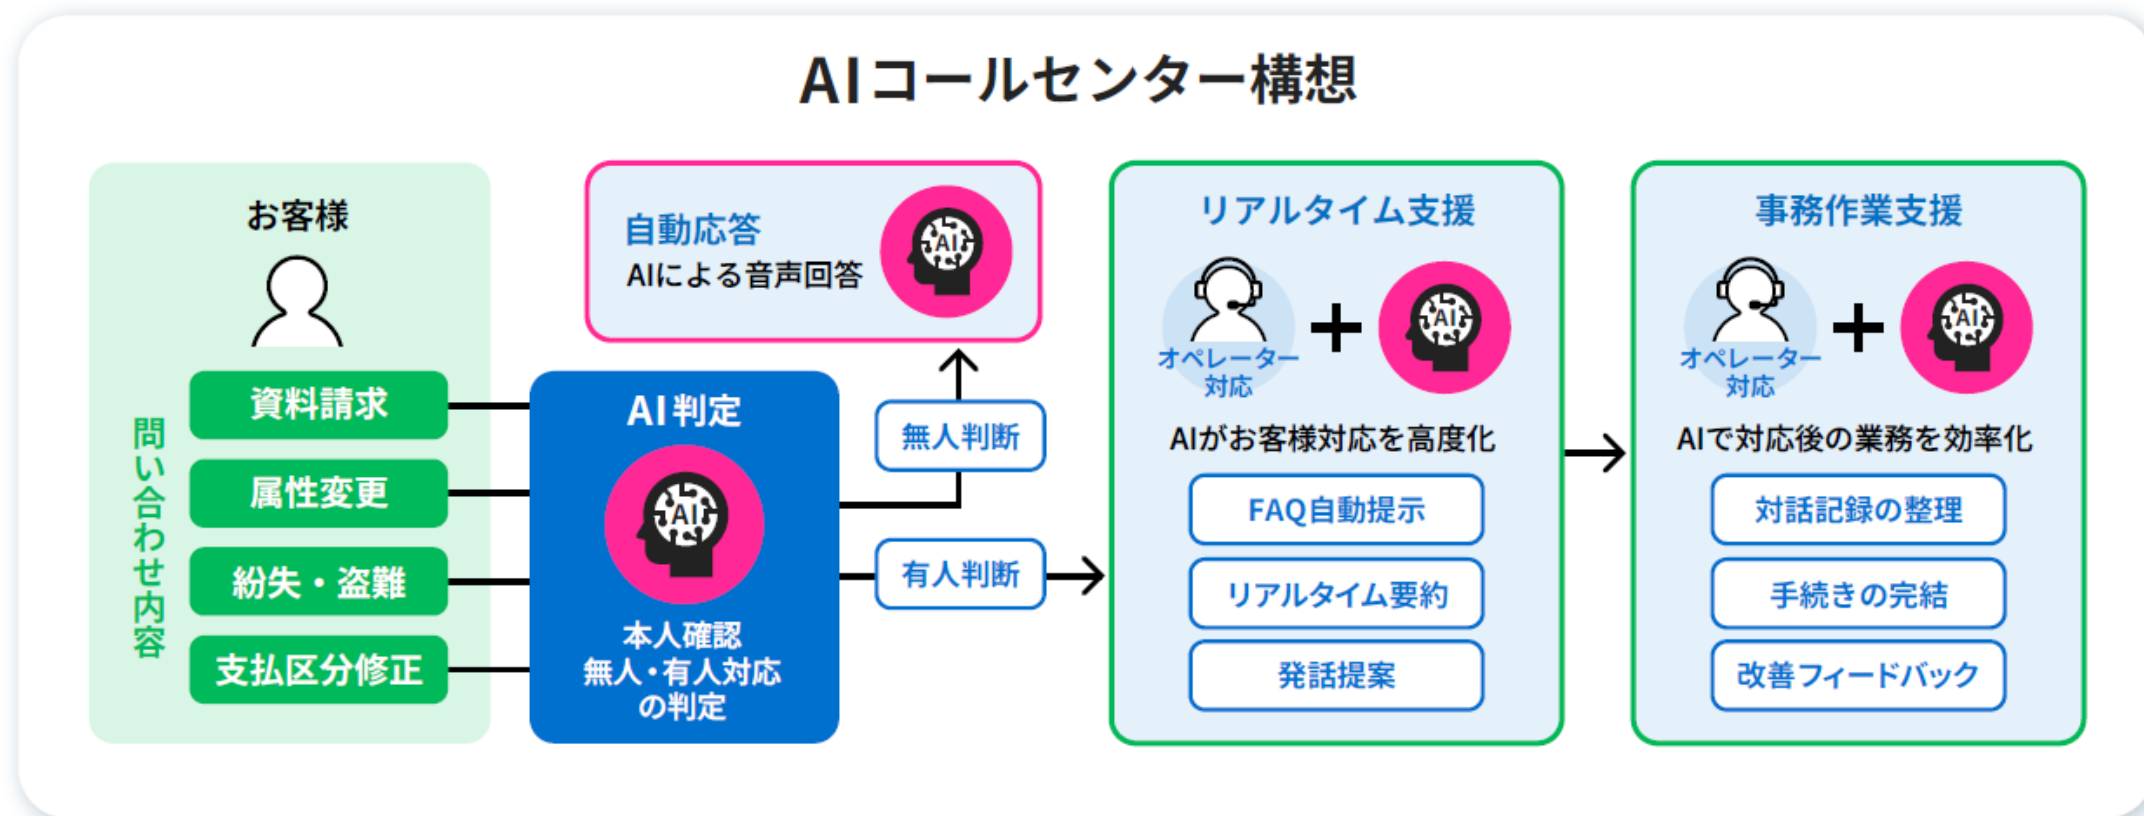 AIコールセンター構想
お客様
問い合わせ内容
資料請求
属性変更
紛失・盗難
支払区分修正
AI判定
AI
本人確認
無人・有人対応
の判定
自動応答
AIによる音声回答
AI
無人判断
有人判断
リアルタイム支援
オペレーター
対応
+
AI
AIがお客様対応を高度化
FAQ自動提示
リアルタイム要約
発話提案
事務作業支援
オペレーター
対応
+
AI
AIで対応後の業務を効率化
対話記録の整理
手続きの完結
改善フィードバック